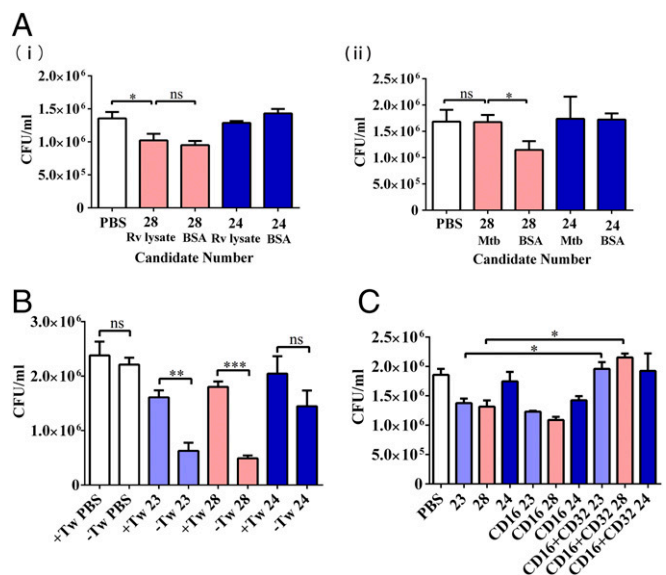 A
(i)
*
ns
CFU/ml
2.0×10⁶
1.5×10⁶
1.0×10⁶
5.0×10⁵
0
PBS
28
Rv lysate
28
BSA
24
Rv lysate
24
BSA
Candidate Number
(ii)
ns
*
CFU/ml
2.5×10⁶
2.0×10⁶
1.5×10⁶
1.0×10⁶
5.0×10⁵
0
PBS
28
Mtb
28
BSA
24
Mtb
24
BSA
Candidate Number
B
ns
**
***
ns
CFU/ml
3.0×10⁶
2.0×10⁶
1.0×10⁶
0
+Tw PBS
-Tw PBS
+Tw 23
-Tw 23
+Tw 28
-Tw 28
+Tw 24
-Tw 24
C
*
*
CFU/ml
2.5×10⁶
2.0×10⁶
1.5×10⁶
1.0×10⁶
5.0×10⁵
0
PBS
23
28
24
CD16 23
CD16 28
CD16 24
CD16+CD32 23
CD16+CD32 28
CD16+CD32 24